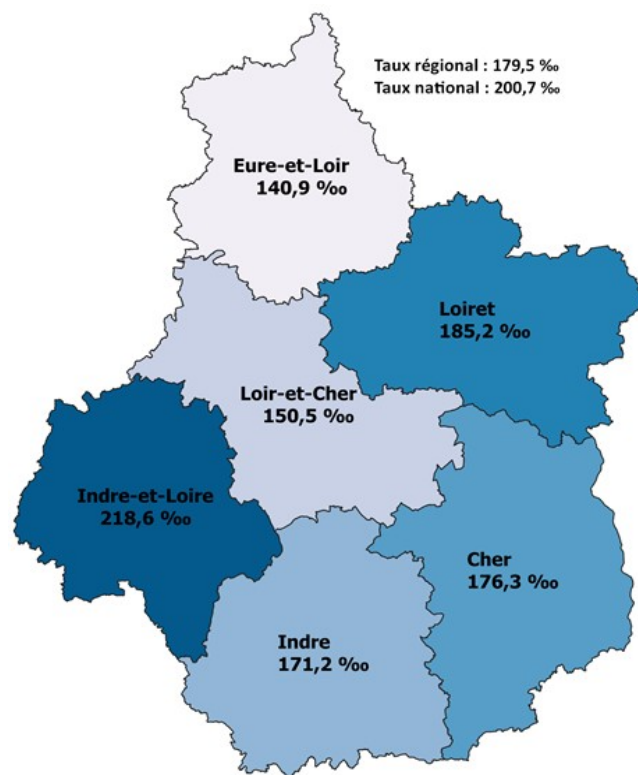 Taux régional : 179,5 ‰
Taux national : 200,7 ‰
Eure-et-Loir
140,9 ‰
Loiret
185,2 ‰
Loir-et-Cher
150,5 ‰
Indre-et-Loire
218,6 ‰
Cher
176,3 ‰
Indre
171,2 ‰